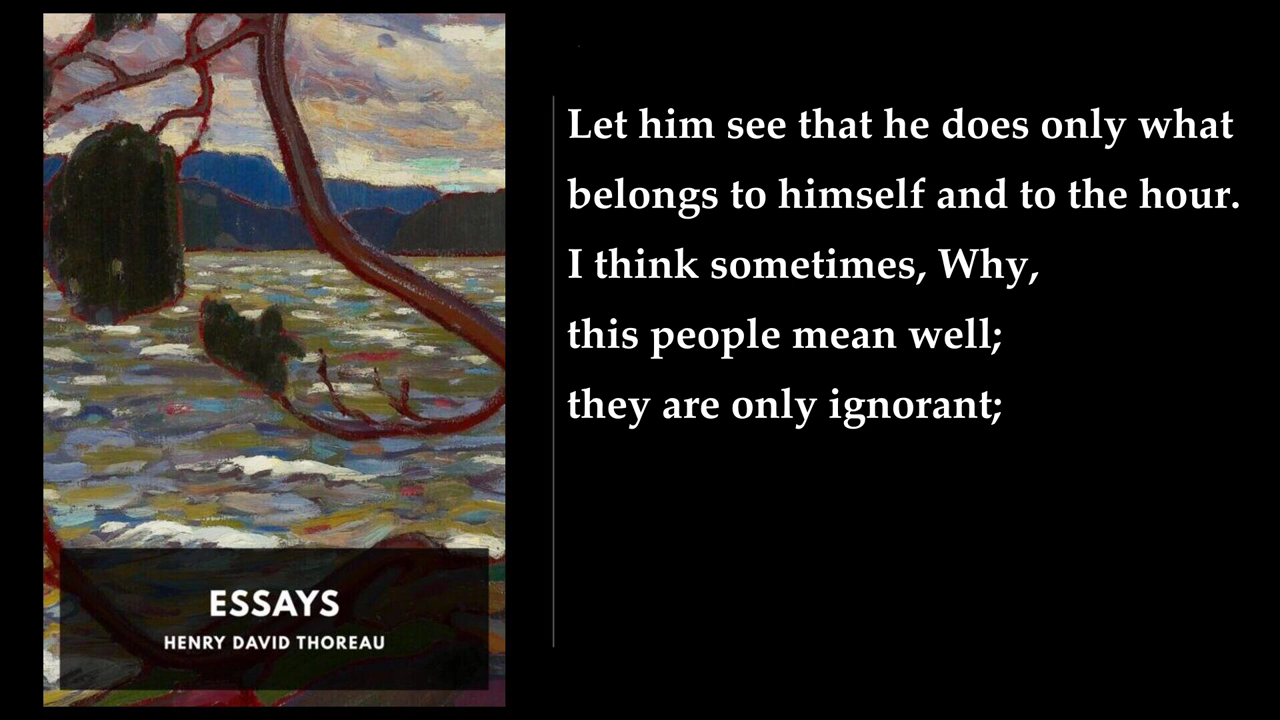 Let him see that he does only what
belongs to himself and to the hour.
I think sometimes, Why,
this people mean well;
they are only ignorant;
ESSAYS
HENRY DAVID THOREAU